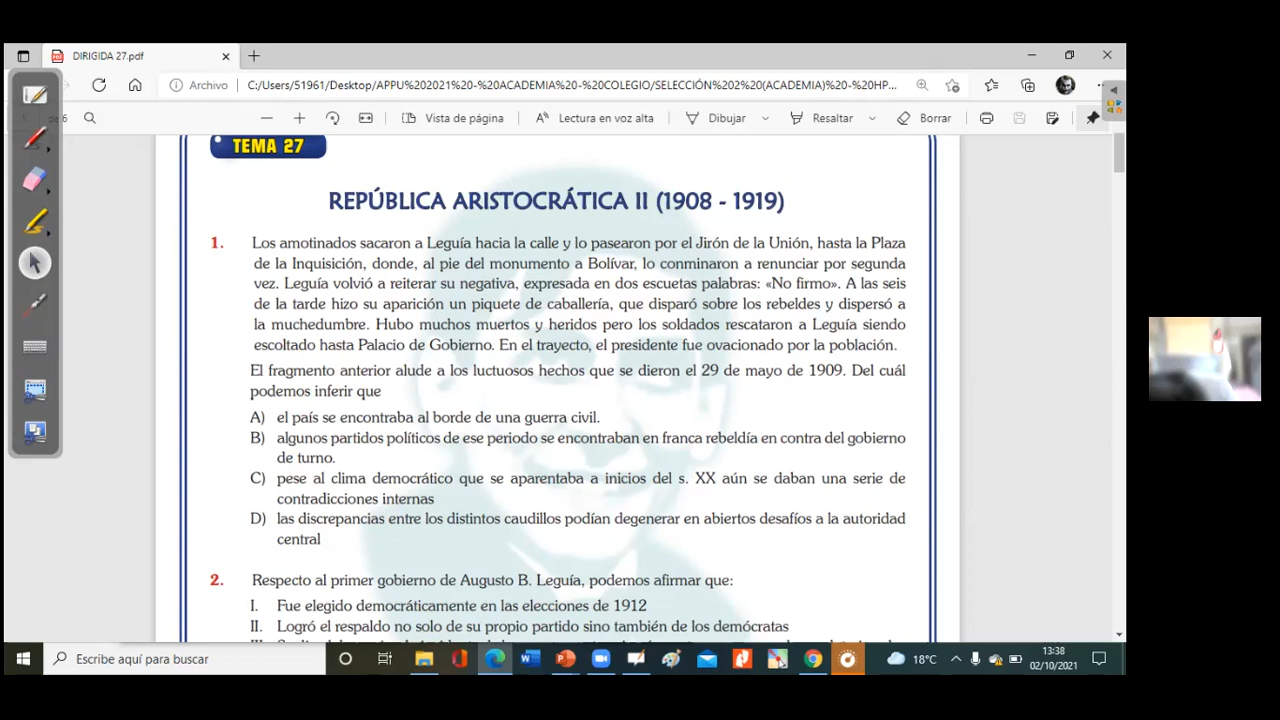 DIRIGIDA 27.pdf
Archivo
C:/Users/51961/Desktop/APPU%202021%20-%20ACADEMIA%20-%20COLEGIO/SELECCIÓN%202%20(ACADEMIA)%20-%20HP...
de 6
Vista de página
Lectura en voz alta
Dibujar
Resaltar
Borrar
TEMA 27
REPÚBLICA ARISTOCRÁTICA II (1908 - 1919)
1. Los amotinados sacaron a Leguía hacia la calle y lo pasearon por el Jirón de la Unión, hasta la Plaza
de la Inquisición, donde, al pie del monumento a Bolívar, lo conminaron a renunciar por segunda
vez. Leguía volvió a reiterar su negativa, expresada en dos escuetas palabras: «No firmo». A las seis
de la tarde hizo su aparición un piquete de caballería, que disparó sobre los rebeldes y dispersó a
la muchedumbre. Hubo muchos muertos y heridos pero los soldados rescataron a Leguía siendo
escoltado hasta Palacio de Gobierno. En el trayecto, el presidente fue ovacionado por la población.
El fragmento anterior alude a los luctuosos hechos que se dieron el 29 de mayo de 1909. Del cuál
podemos inferir que
A) el país se encontraba al borde de una guerra civil.
B) algunos partidos políticos de ese periodo se encontraban en franca rebeldía en contra del gobierno
de turno.
C) pese al clima democrático que se aparentaba a inicios del s. XX aún se daban una serie de
contradicciones internas
D) las discrepancias entre los distintos caudillos podían degenerar en abiertos desafíos a la autoridad
central
2. Respecto al primer gobierno de Augusto B. Leguía, podemos afirmar que:
I. Fue elegido democráticamente en las elecciones de 1912
II. Logró el respaldo no solo de su propio partido sino también de los demócratas
Escribe aquí para buscar
18°C
13:38
02/10/2021